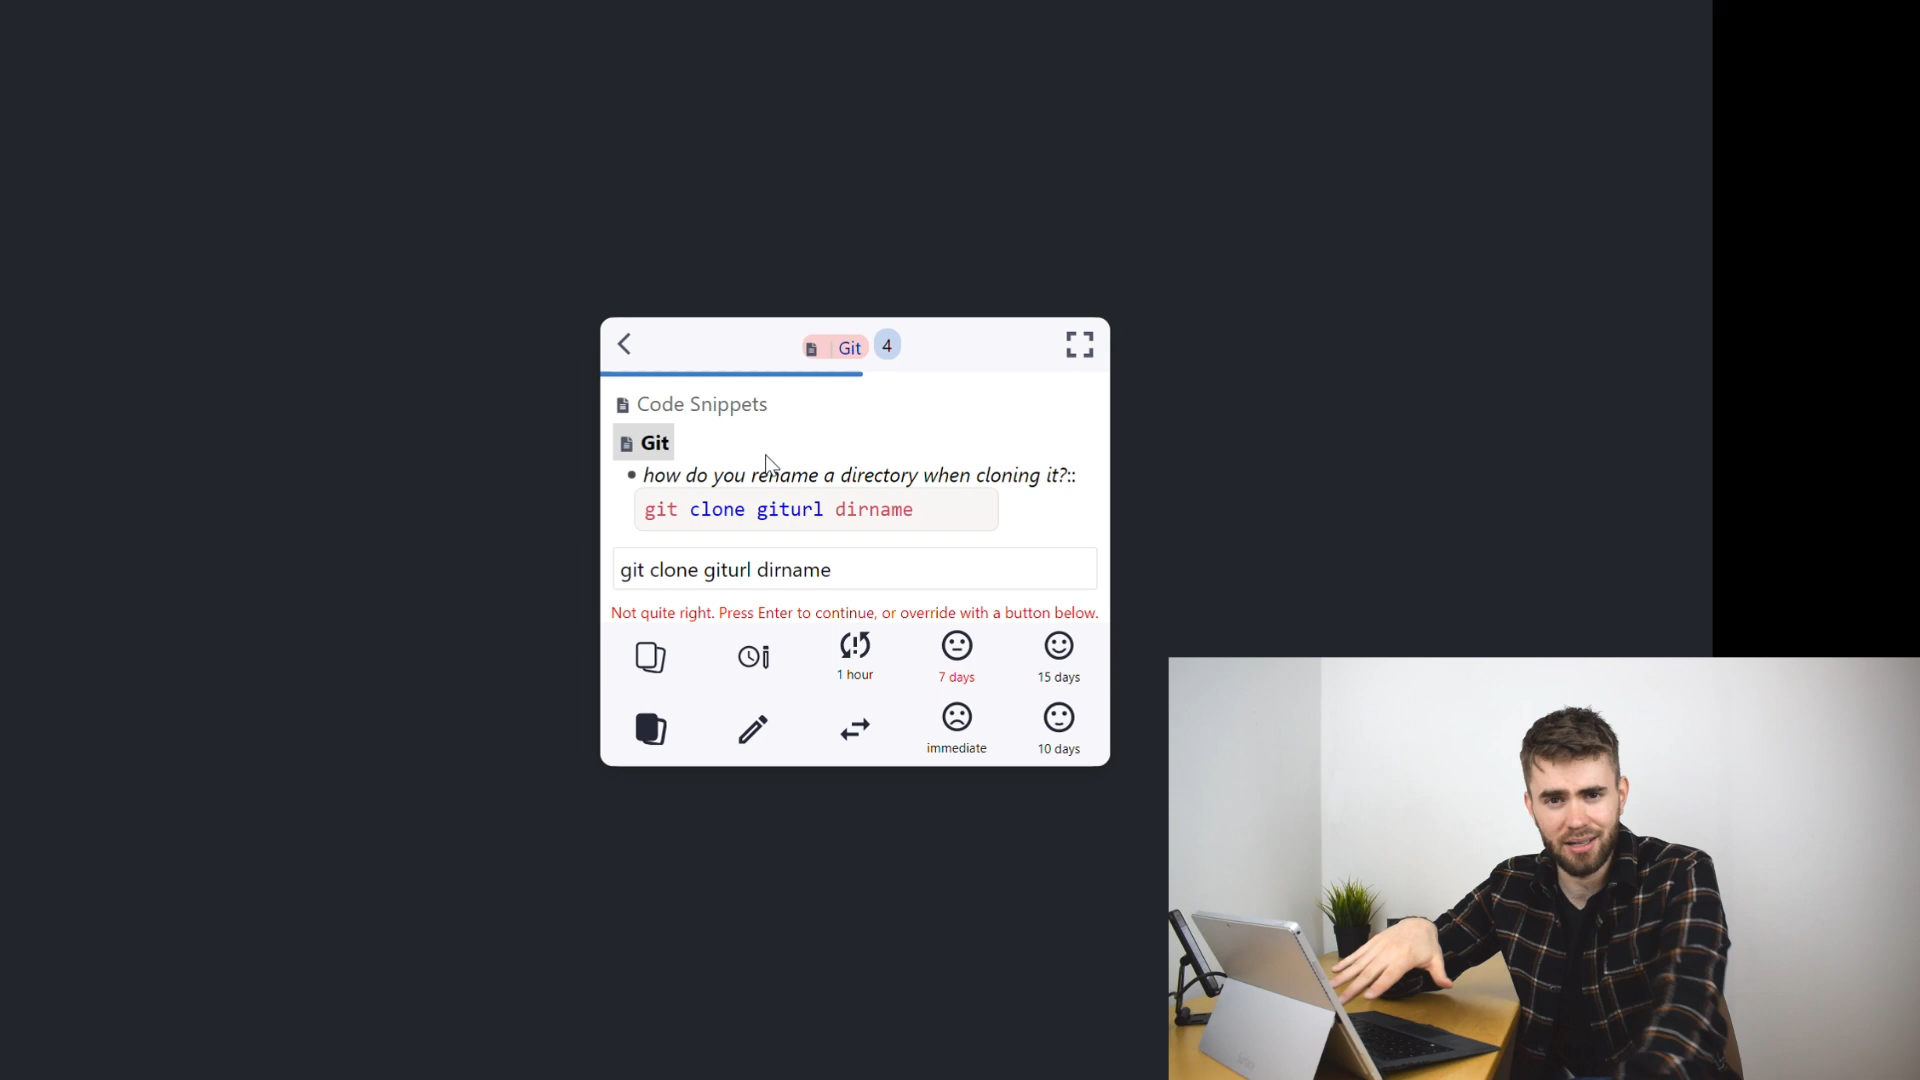 Git 4
Code Snippets
Git
how do you rename a directory when cloning it?::
git clone giturl dirname
git clone giturl dirname
Not quite right. Press Enter to continue, or override with a button below.
1 hour
7 days
15 days
immediate
10 days